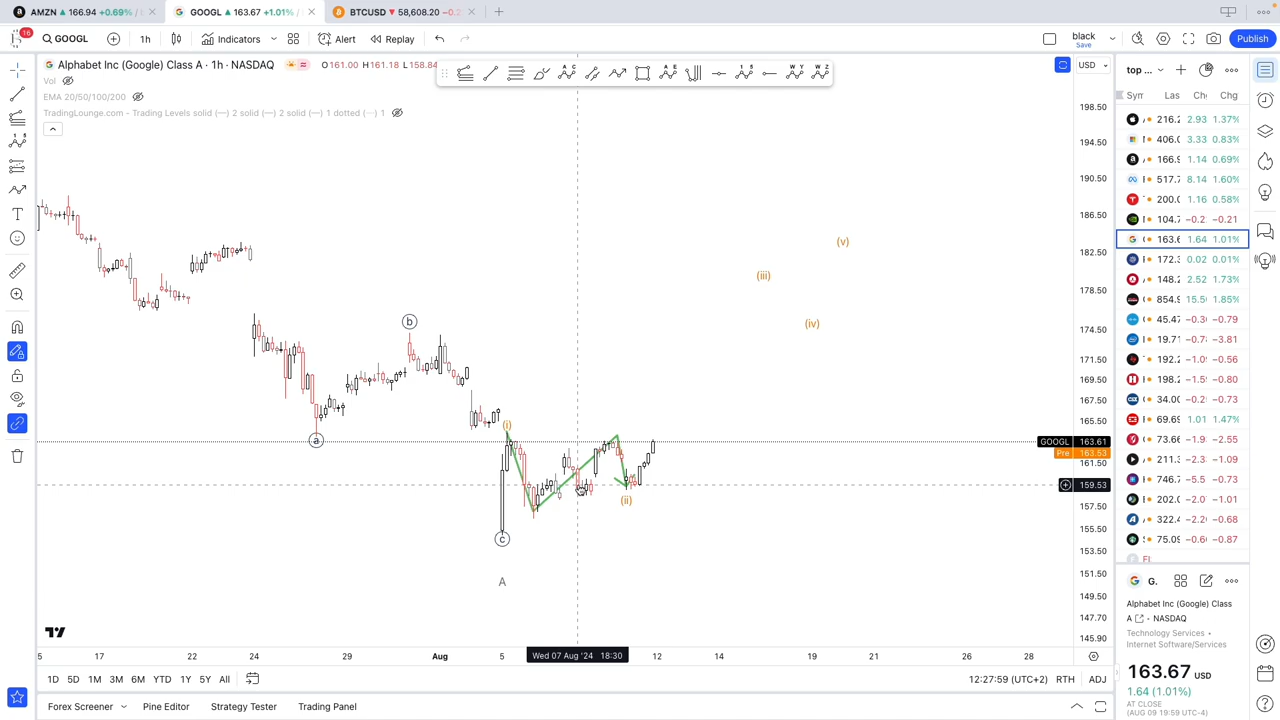 AMZN ▲ 166.94 +0.69%
GOOGL ▲ 163.67 +1.01%
BTCUSD ▼ 58,608.20
16
GOOGL
1h
Indicators
Alert
Replay
black
Save
Publish
Alphabet Inc (Google) Class A · 1h · NASDAQ
O161.00 H161.18 L158.84
Vol
EMA 20/50/100/200
TradingLounge.com - Trading Levels solid (—) 2 solid (—) 2 solid (—) 1 dotted (—) 1
USD
198.50
194.50
190.50
186.50
182.50
178.50
174.50
171.50
169.50
167.50
165.50
GOOGL 163.61
Pre 163.53
161.50
159.53
157.50
155.50
153.50
151.50
149.50
147.70
145.90
(v)
(iii)
(iv)
b
a
(i)
(ii)
c
A
5 17 22 24 29 Aug 5 Wed 07 Aug '24 18:30 12 14 19 21 26 28
1D 5D 1M 3M 6M YTD 1Y 5Y All
12:27:59 (UTC+2) RTH ADJ
Forex Screener
Pine Editor
Strategy Tester
Trading Panel
top ...
Las
Chg
216.2 2.93 1.37%
406.0 3.33 0.83%
166.9 1.14 0.69%
517.7 8.14 1.60%
200.0 1.16 0.58%
104.7 −0.2 −0.21
163.6 1.64 1.01%
172.3 0.02 0.01%
148.2 2.52 1.73%
854.9 15.5 1.85%
45.47 −0.3 −0.79
19.71 −0.7 −3.81
192.2 −1.0 −0.56
198.2 −1.5 −0.80
34.00 −0.2 −0.73
69.69 1.01 1.47%
73.66 −1.9 −2.55
211.3 −2.3 −1.09
746.7 −5.5 −0.73
202.0 −2.0 −1.01
322.4 −2.2 −0.68
75.09 −0.6 −0.87
G.
Alphabet Inc (Google) Class
A · NASDAQ
Technology Services •
Internet Software/Services
163.67 USD
1.64 (1.01%)
AT CLOSE
(AUG 09 19:59 UTC-4)